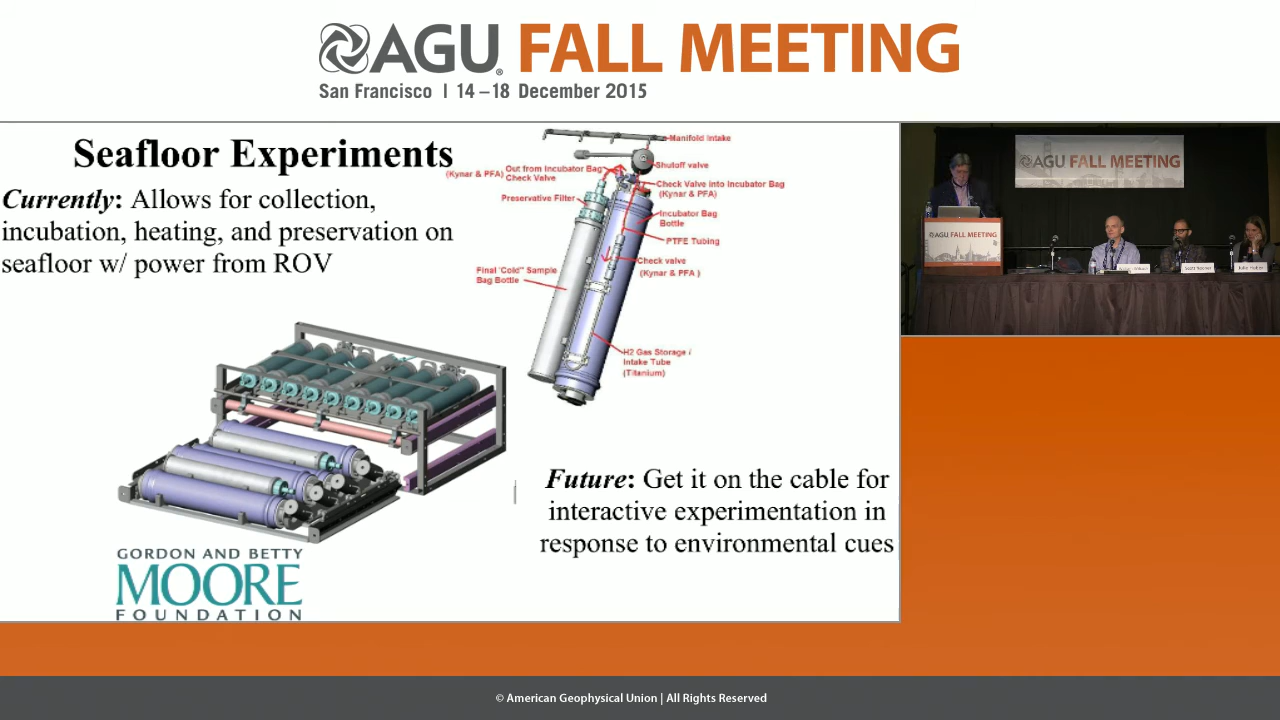 AGU FALL MEETING
San Francisco | 14–18 December 2015
Seafloor Experiments
Currently: Allows for collection,
incubation, heating, and preservation on
seafloor w/ power from ROV
Manifold Intake
Shutoff valve
Out from Incubator Bag
(Kynar & PFA) Check Valve
Check Valve into Incubator Bag
(Kynar & PFA)
Preservative Filter
Incubator Bag
Bottle
PTFE Tubing
Check valve
(Kynar & PFA )
Final "Cold" Sample
Bag Bottle
H2 Gas Storage /
Intake Tube
(Titanium)
Future: Get it on the cable for
interactive experimentation in
response to environmental cues
GORDON AND BETTY
MOORE
FOUNDATION
AGU FALL MEETING
AGU FALL MEETING
Julie Huber
© American Geophysical Union | All Rights Reserved